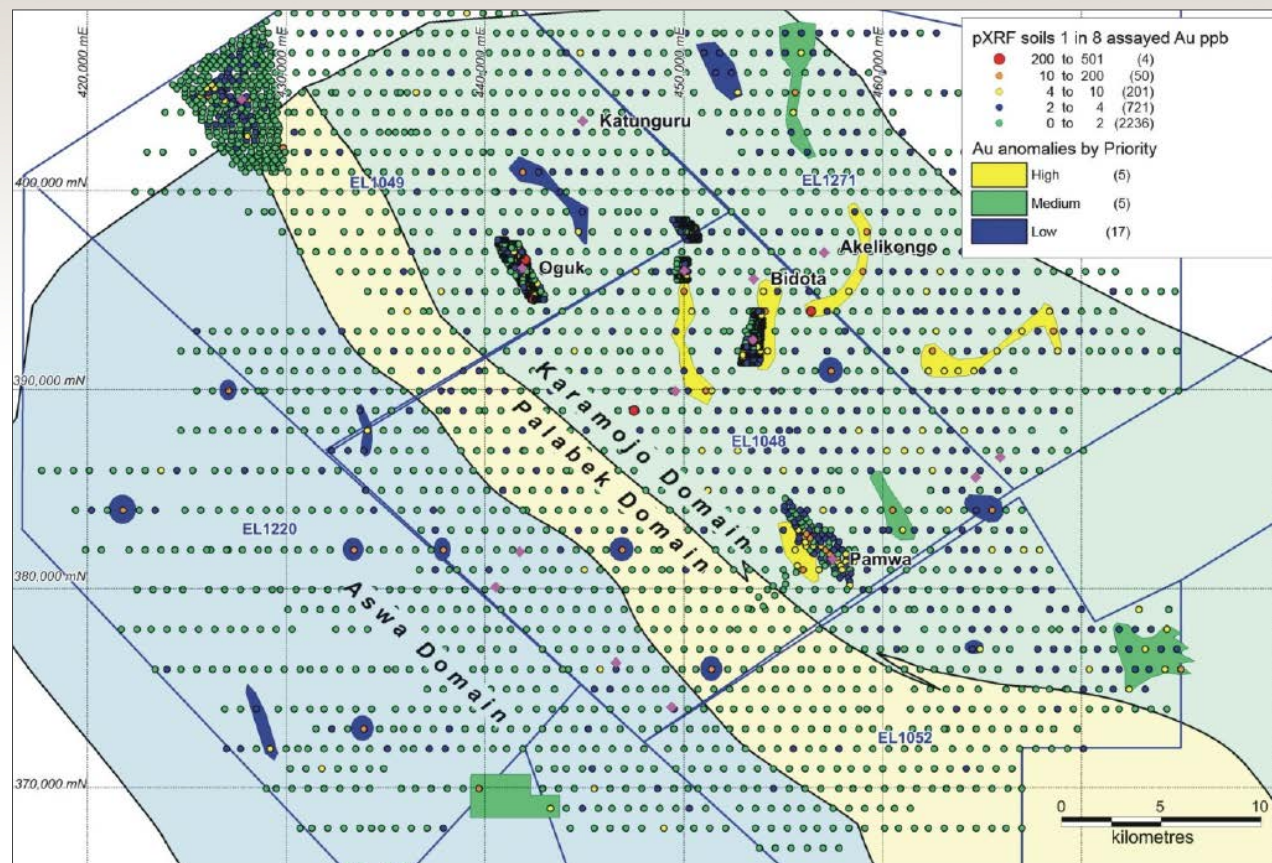 420,000 mE
430,000 mE
440,000 mE
450,000 mE
460,000 mE
pXRF soils 1 in 8 assayed Au ppb
200 to 501 (4)
10 to 200 (50)
4 to 10 (201)
2 to 4 (721)
0 to 2 (2236)
Au anomalies by Priority
High (5)
Medium (5)
Low (17)
Katunguru
400,000 mN
EL1049
EL1271
Akelikongo
Oguk
Bidota
390,000 mN
Karamojo Domain
Palabek Domain
EL1048
EL1220
Pamwa
380,000 mN
Aswa Domain
EL1052
370,000 mN
0 5 10
kilometres